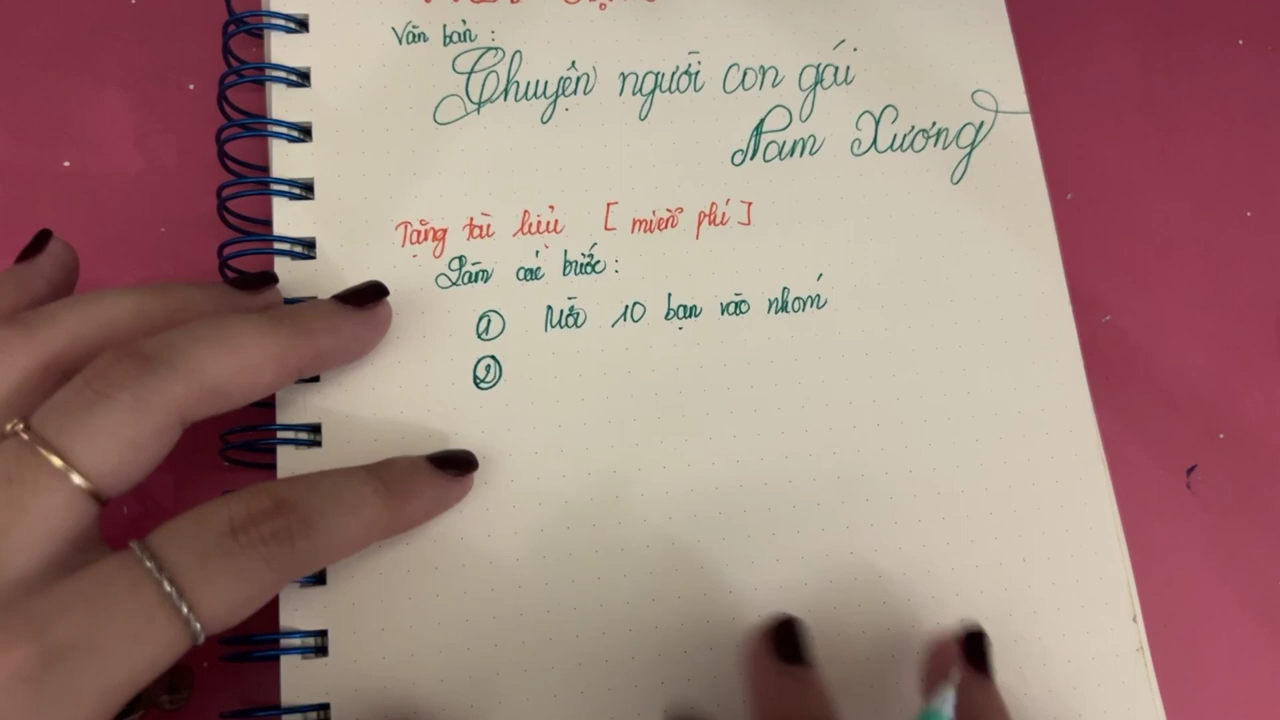 Văn bản :
Chuyện người con gái
Nam Xương
Tặng tài liệu [ miễn phí ]
Làm các bước :
① Mời 10 bạn vào nhóm
②